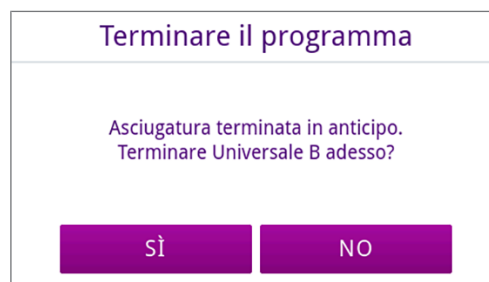 Terminare il programma
Asciugatura terminata in anticipo.
Terminare Universale B adesso?
SÌ
NO